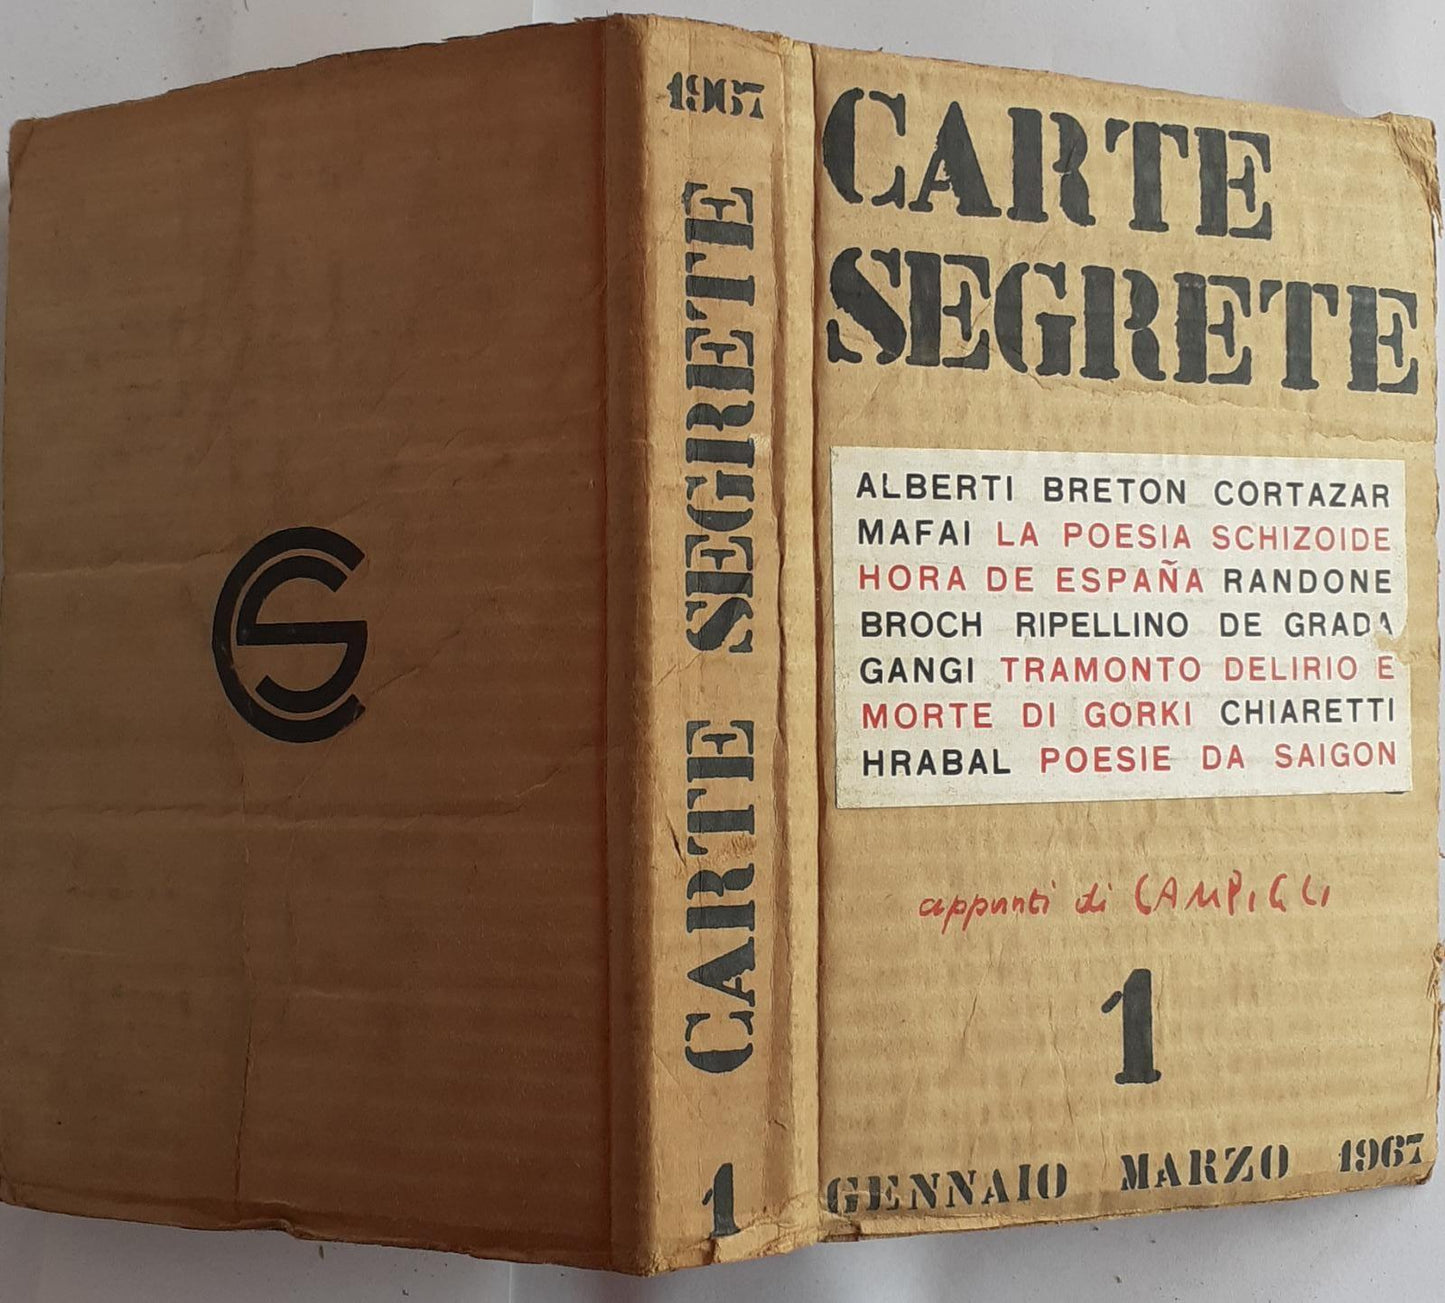 CS
1967
CARTE SEGRETE
1
CARTE
SEGRETE
ALBERTI BRETON CORTAZAR
MAFAI LA POESIA SCHIZOIDE
HORA DE ESPAÑA RANDONE
BROCH RIPELLINO DE GRADA
GANGI TRAMONTO DELIRIO E
MORTE DI GORKI CHIARETTI
HRABAL POESIE DA SAIGON
appunti di CAMPIGLI
1
GENNAIO MARZO 1967